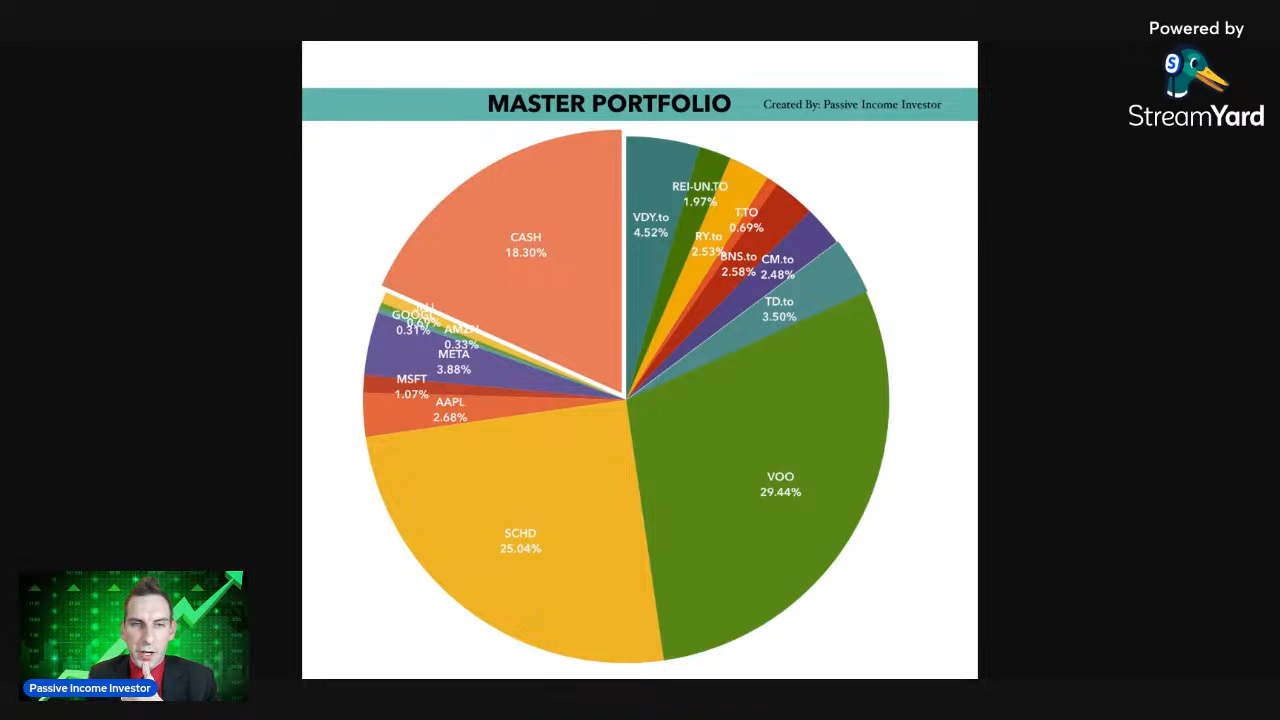 Powered by
StreamYard
MASTER PORTFOLIO
Created By: Passive Income Investor
CASH
18.30%
VDY.to
4.52%
REI-UN.TO
1.97%
RY.to
2.53%
T.TO
0.69%
BNS.to
2.58%
CM.to
2.48%
TD.to
3.50%
VOO
29.44%
SCHD
25.04%
AAPL
2.68%
MSFT
1.07%
META
3.88%
GOOGL
0.31%
AMZN
0.33%
0.69%
Passive Income Investor